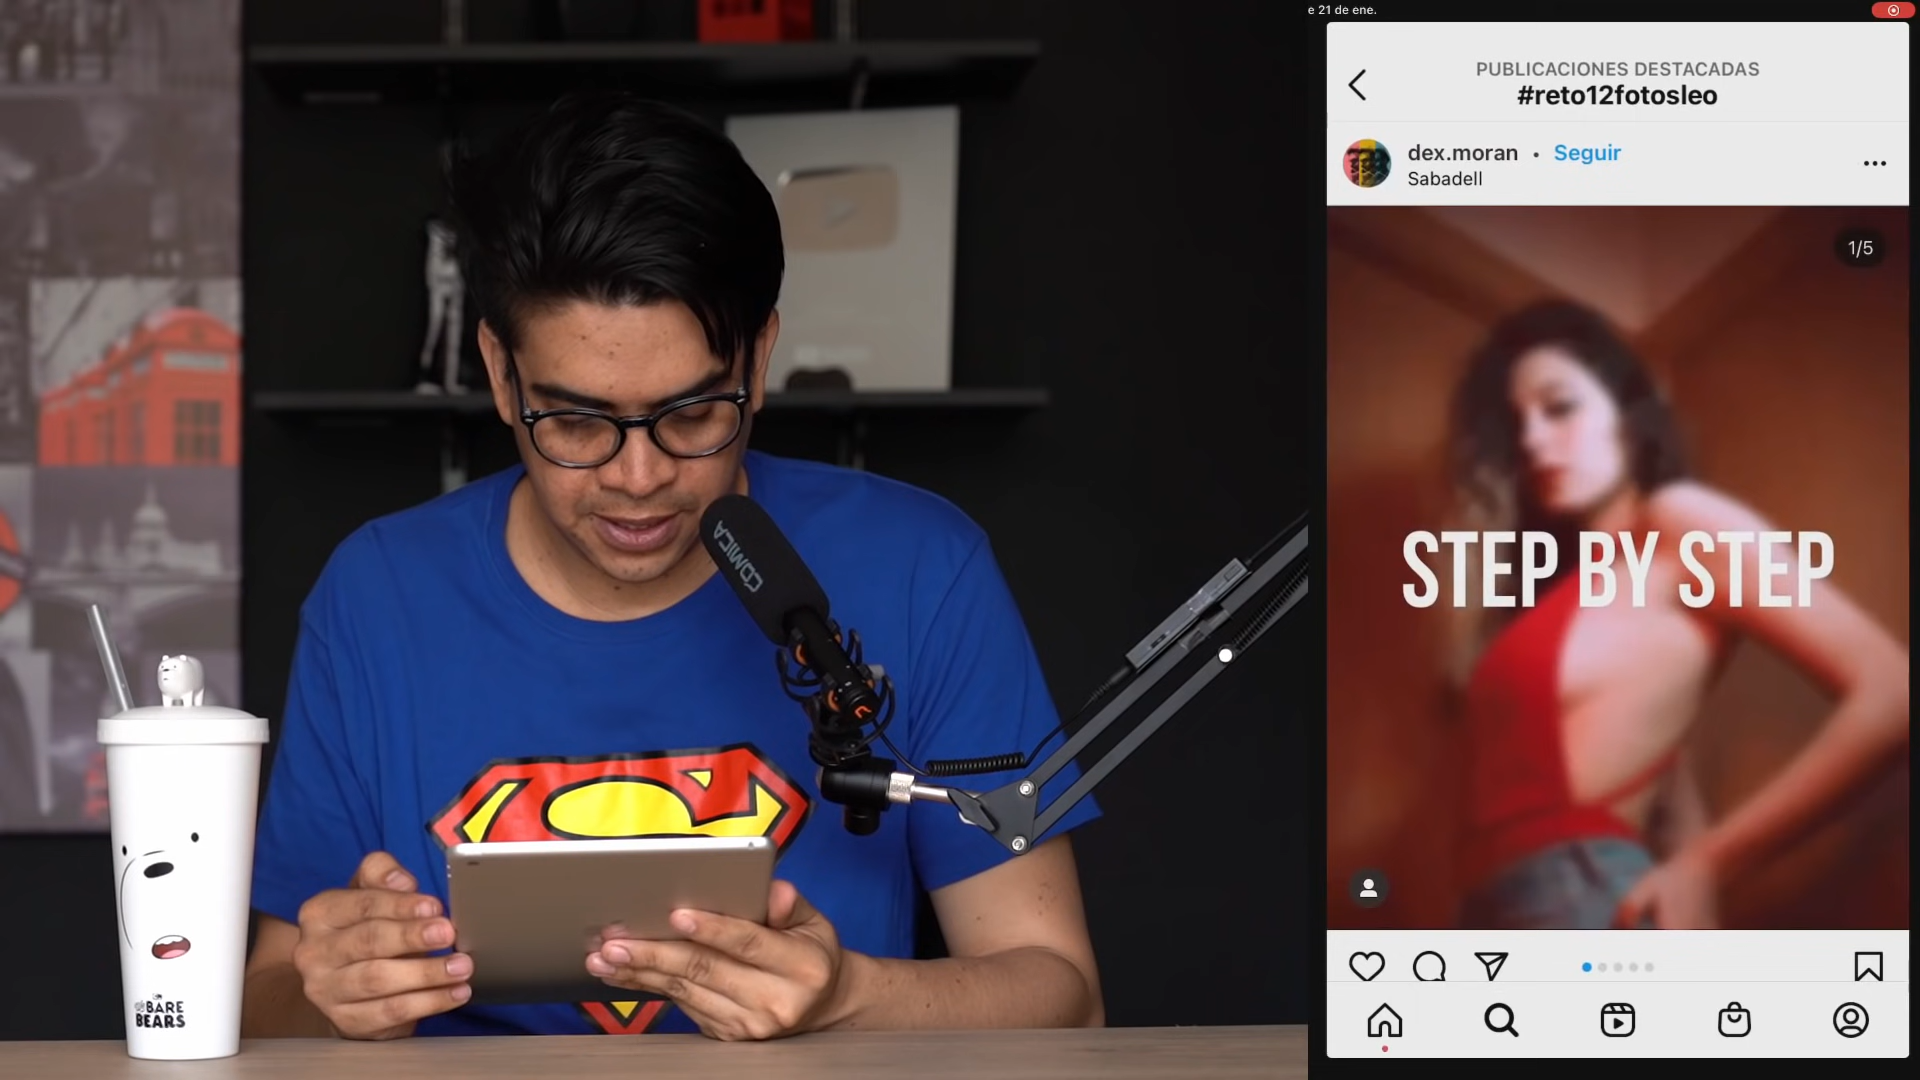 e 21 de ene.
PUBLICACIONES DESTACADAS
#reto12fotosleo
dex.moran • Seguir
Sabadell
1/5
STEP BY STEP
COMICA
BARE
BEARS